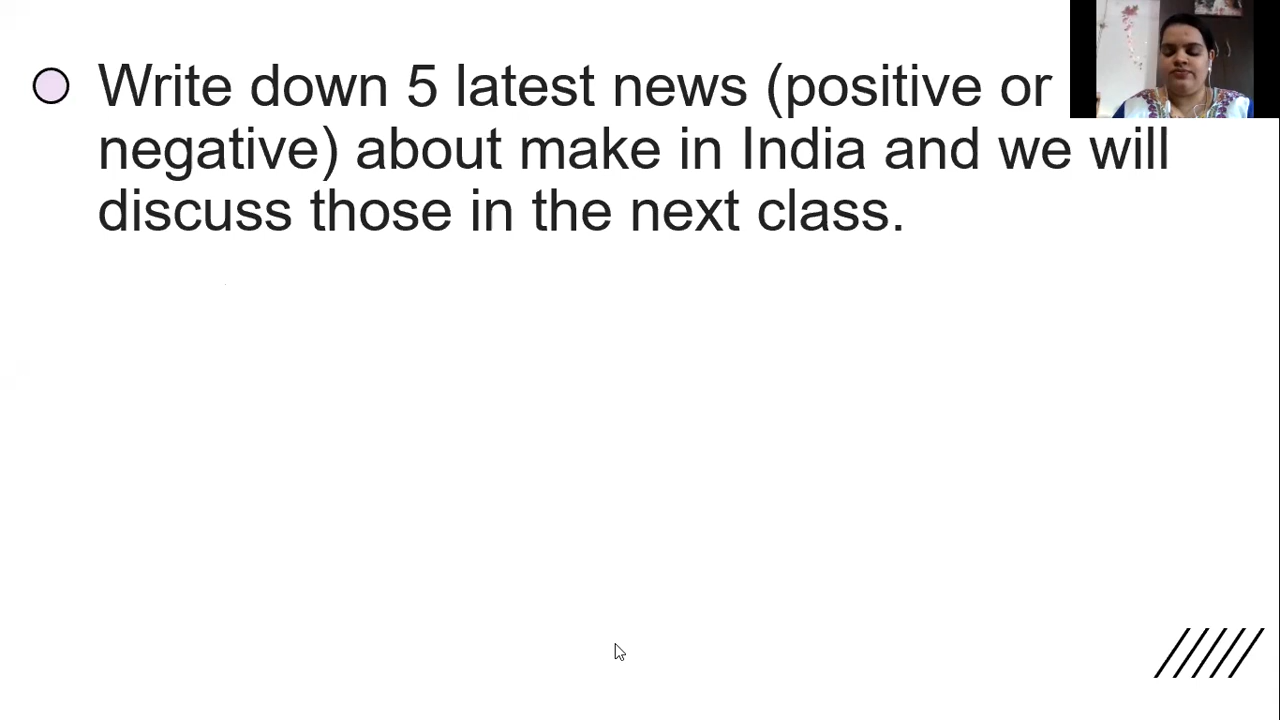 Write down 5 latest news (positive or
negative) about make in India and we will
discuss those in the next class.